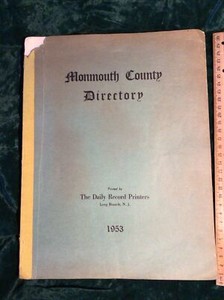 Monmouth County
Directory
Printed by
The Daily Record Printers
Long Branch, N. J.
1953